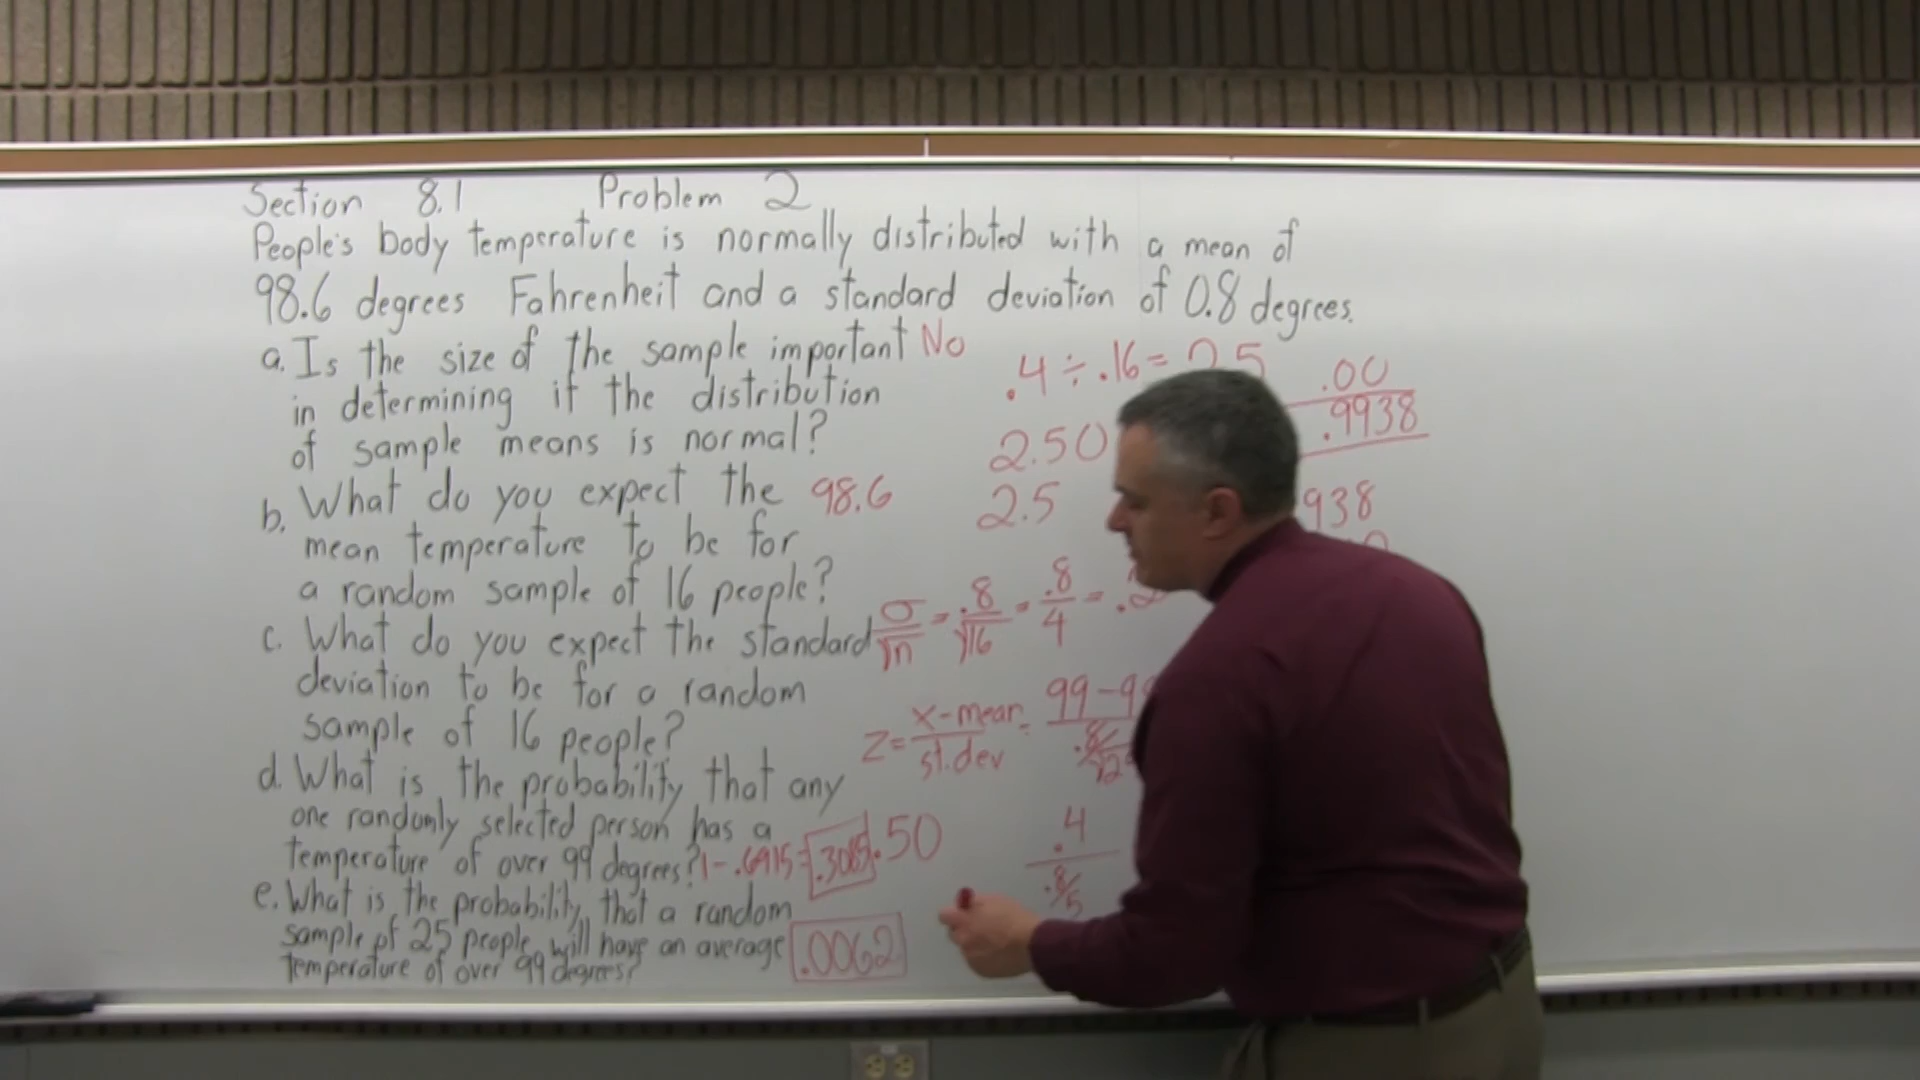 Section 8.1 Problem 2
People's body temperature is normally distributed with a mean of
98.6 degrees Fahrenheit and a standard deviation of 0.8 degrees.
a. Is the size of the sample important No
in determining if the distribution
of sample means is normal?
b. What do you expect the 98.6
mean temperature to be for
a random sample of 16 people?
c. What do you expect the standard
deviation to be for a random
sample of 16 people?
d. What is the probability that any
one randomly selected person has a
temperature of over 99 degrees? 1 - .6915 = .3085
e. What is the probability that a random
sample of 25 people will have an average .0062
temperature of over 99 degrees?
.4 ÷ .16 = 2.5
2.50
2.5
σ/√n = .8/√16 = .8/4 =
z = x-mean/st.dev = 99 -
.50
.4
.8/5
.00
.9938
938